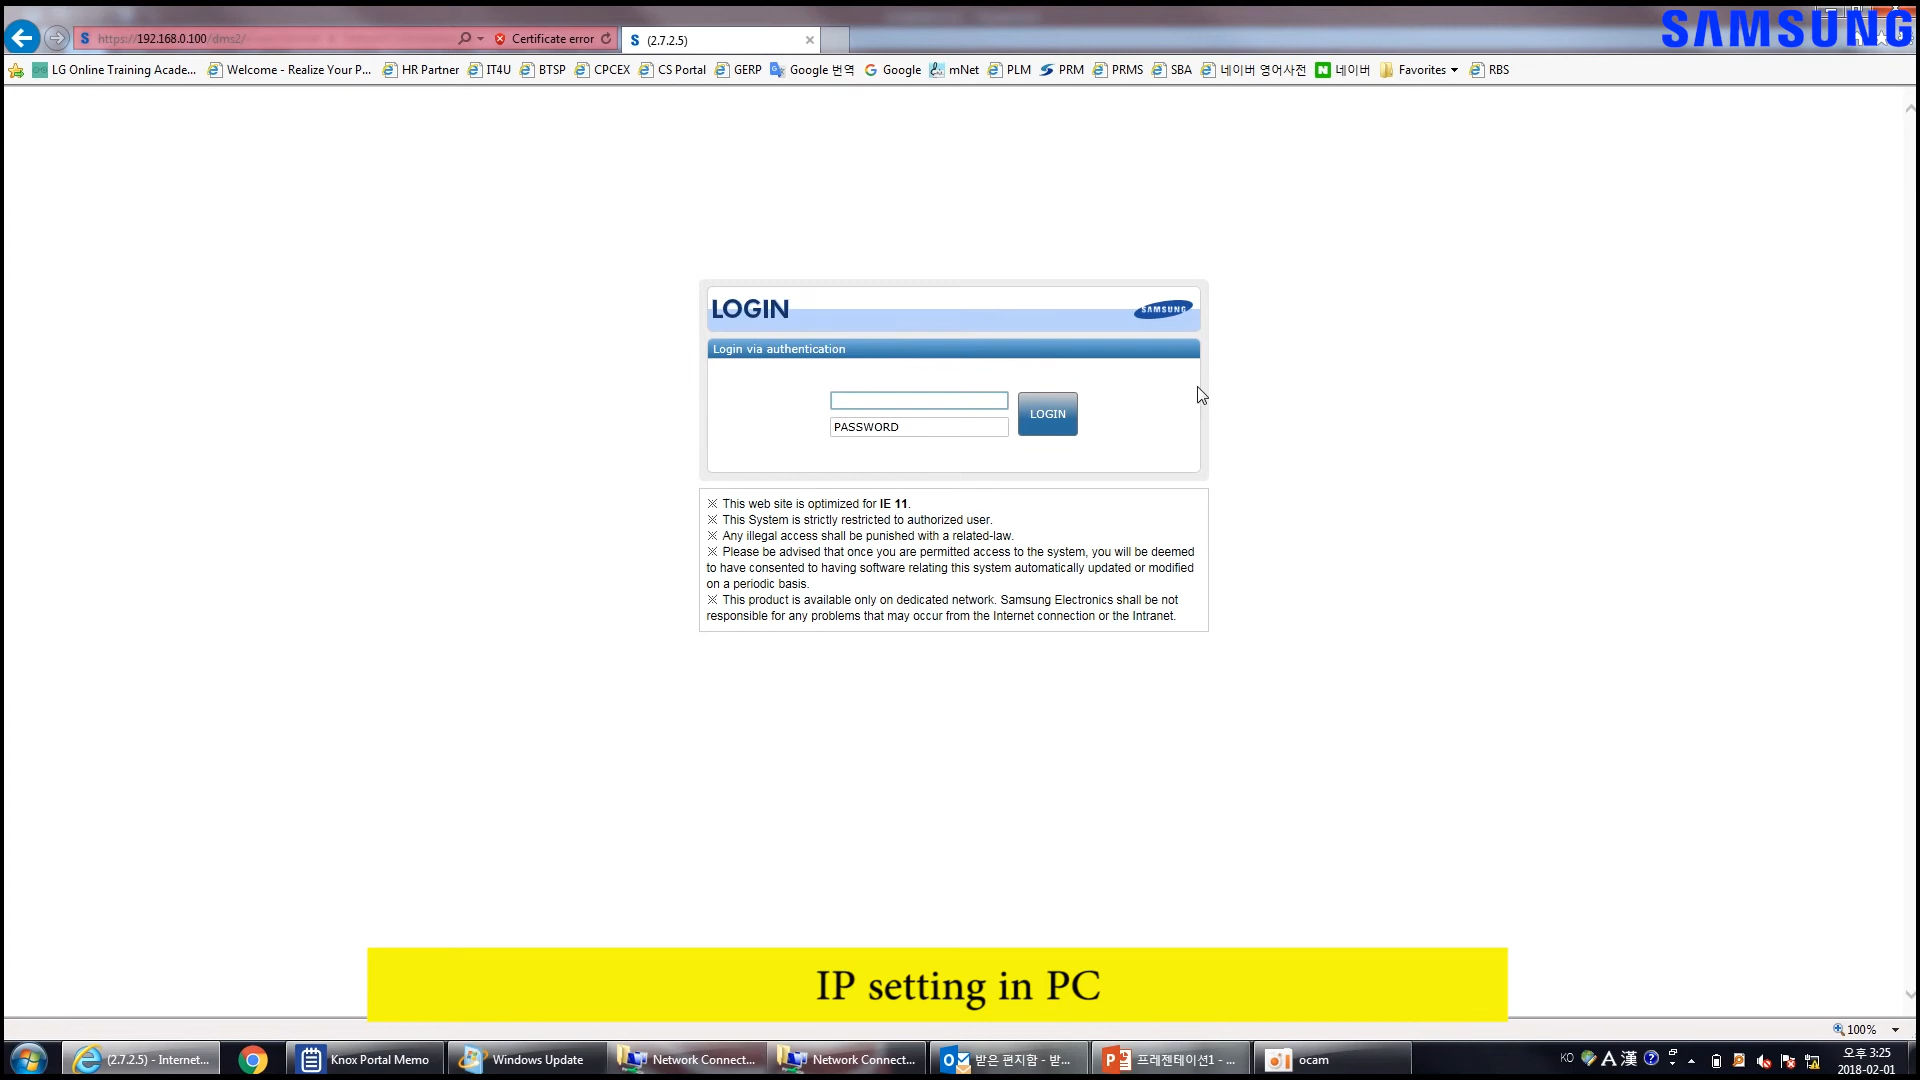 SAMSUNG
https://192.168.0.100/dms2/
Certificate error
(2.7.2.5)
LG Online Training Acade...
Welcome - Realize Your P...
HR Partner
IT4U
BTSP
CPCEX
CS Portal
GERP
Google 번역
Google
mNet
PLM
PRM
PRMS
SBA
네이버 영어사전
네이버
Favorites
RBS
LOGIN
SAMSUNG
Login via authentication
PASSWORD
LOGIN
※ This web site is optimized for IE 11.
※ This System is strictly restricted to authorized user.
※ Any illegal access shall be punished with a related-law.
※ Please be advised that once you are permitted access to the system, you will be deemed
to have consented to having software relating this system automatically updated or modified
on a periodic basis.
※ This product is available only on dedicated network. Samsung Electronics shall be not
responsible for any problems that may occur from the Internet connection or the Intranet.
IP setting in PC
100%
(2.7.2.5) - Internet...
Knox Portal Memo
Windows Update
Network Connect...
Network Connect...
받은 편지함 - 받...
프레젠테이션1 - ...
ocam
KO
A 漢
오후 3:25
2018-02-01